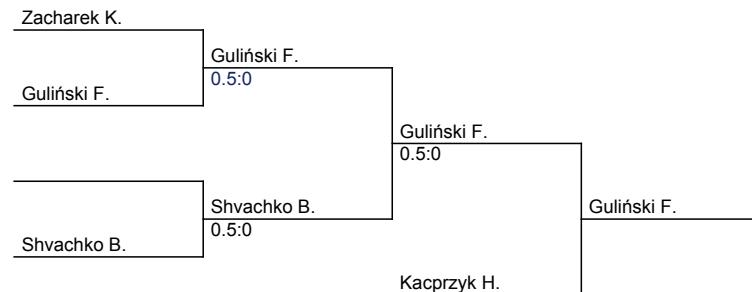 Zacharek K.
Guliński F.
0.5:0
Guliński F.
Guliński F.
0.5:0
Shvachko B.
0.5:0
Guliński F.
Shvachko B.
Kacprzyk H.